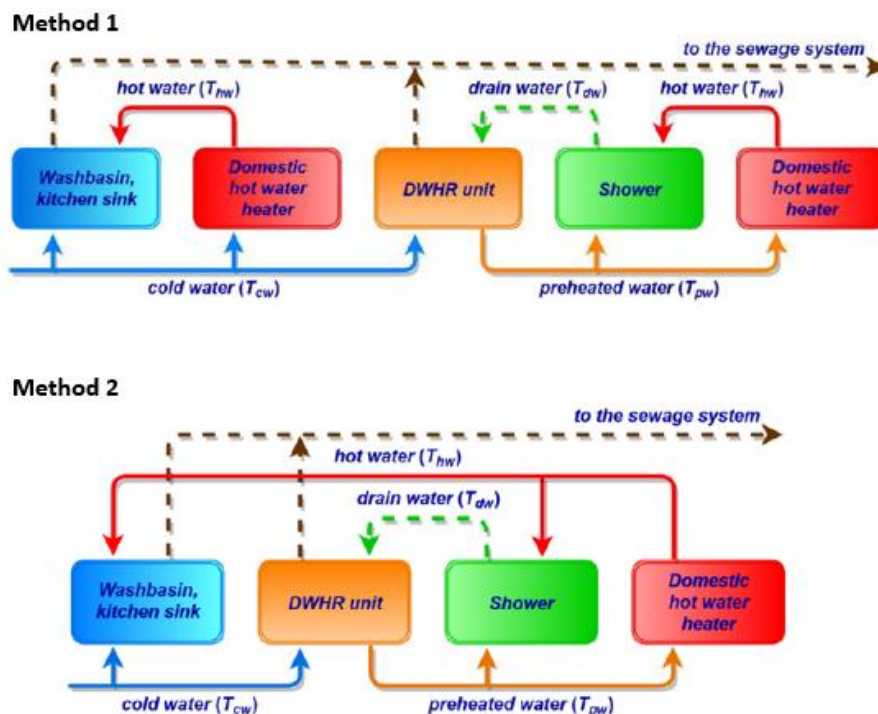 Method 1
to the sewage system
hot water (Thw)
drain water (Tdw)
hot water (Thw)
Washbasin,
kitchen sink
Domestic
hot water
heater
DWHR unit
Shower
Domestic
hot water
heater
cold water (Tcw)
preheated water (Tpw)
Method 2
to the sewage system
hot water (Thw)
drain water (Tdw)
Washbasin,
kitchen sink
DWHR unit
Shower
Domestic
hot water
heater
cold water (Tcw)
preheated water (Tpw)